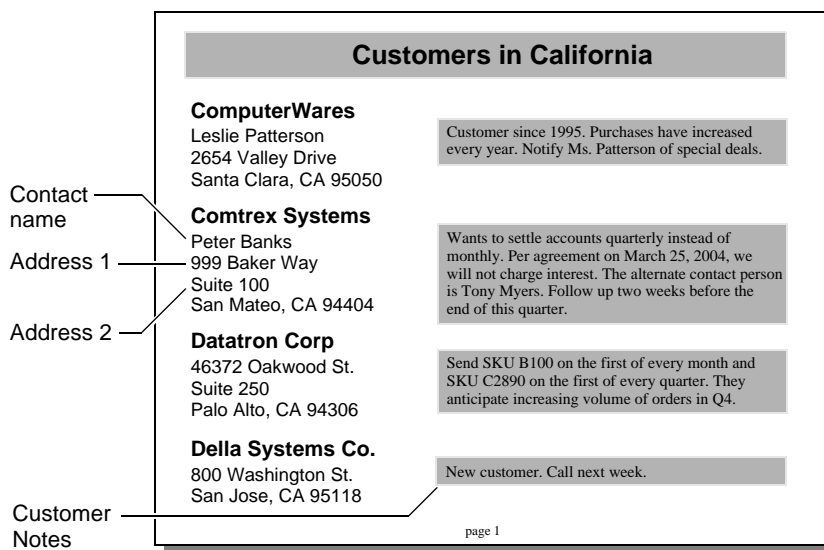 Customers in California
ComputerWares
Leslie Patterson
2654 Valley Drive
Santa Clara, CA 95050
Customer since 1995. Purchases have increased
every year. Notify Ms. Patterson of special deals.
Contact
name
Comtrex Systems
Peter Banks
Address 1
999 Baker Way
Suite 100
San Mateo, CA 94404
Wants to settle accounts quarterly instead of
monthly. Per agreement on March 25, 2004, we
will not charge interest. The alternate contact person
is Tony Myers. Follow up two weeks before the
end of this quarter.
Address 2
Datatron Corp
46372 Oakwood St.
Suite 250
Palo Alto, CA 94306
Send SKU B100 on the first of every month and
SKU C2890 on the first of every quarter. They
anticipate increasing volume of orders in Q4.
Della Systems Co.
800 Washington St.
San Jose, CA 95118
New customer. Call next week.
Customer
Notes
page 1